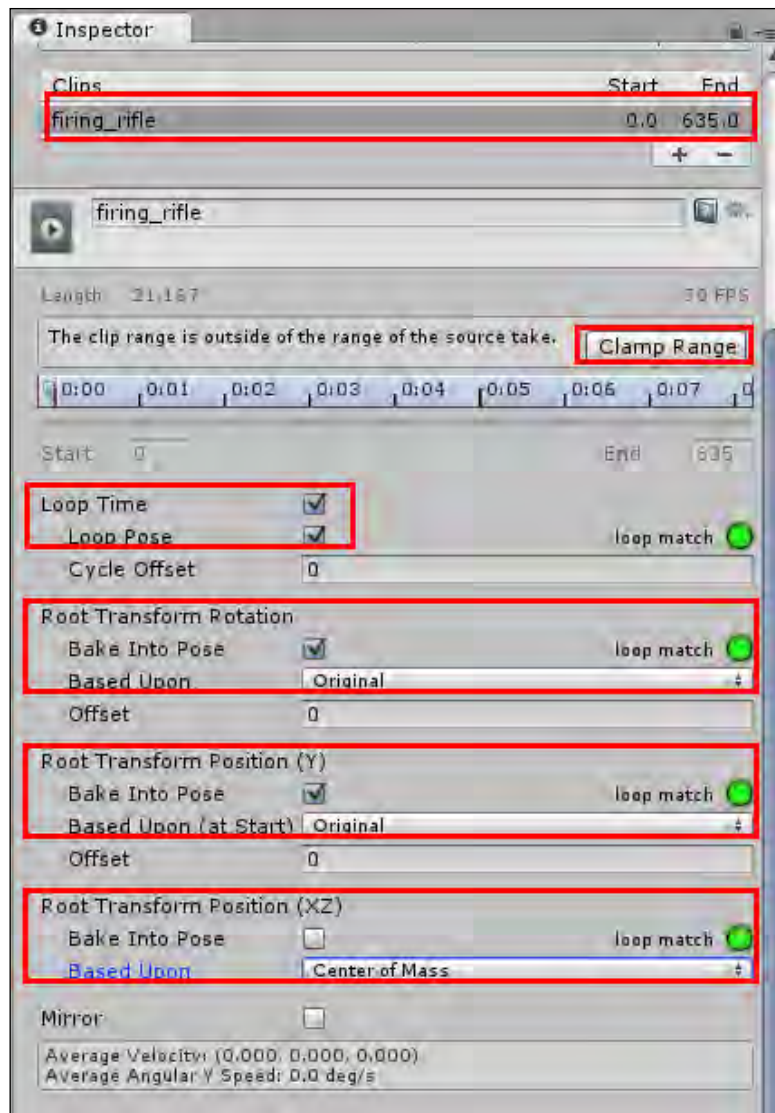 Inspector
Clips Start End
firing_rifle 0.0 635.0
+ -
firing_rifle
Length 21.167 30 FPS
The clip range is outside of the range of the source take. Clamp Range
0:00 0:01 0:02 0:03 0:04 0:05 0:06 0:07 0
Start 0 End 635
Loop Time
Loop Pose loop match
Cycle Offset 0
Root Transform Rotation
Bake Into Pose loop match
Based Upon Original
Offset 0
Root Transform Position (Y)
Bake Into Pose loop match
Based Upon (at Start) Original
Offset 0
Root Transform Position (XZ)
Bake Into Pose loop match
Based Upon Center of Mass
Mirror
Average Velocity: (0.000, 0.000, 0.000)
Average Angular Y Speed: 0.0 deg/s